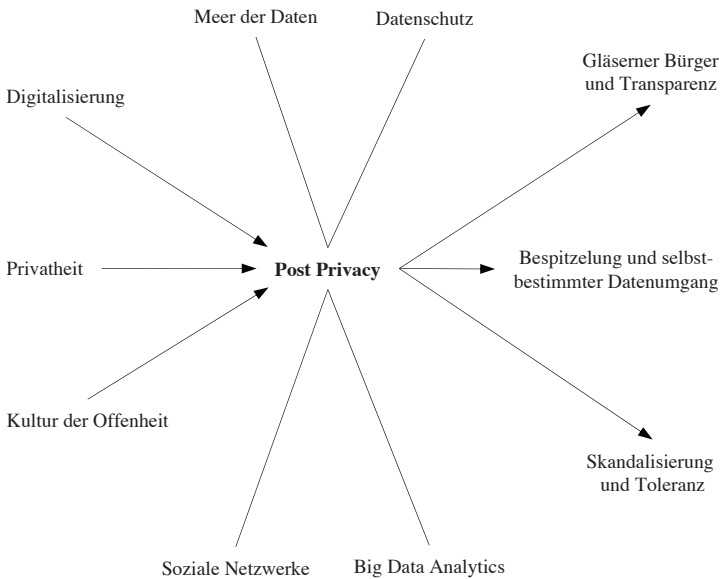 Meer der Daten
Datenschutz
Gläserner Bürger
und Transparenz
Digitalisierung
Privatheit
Post Privacy
Bespitzelung und selbst-
bestimmter Datenumgang
Kultur der Offenheit
Skandalisierung
und Toleranz
Soziale Netzwerke
Big Data Analytics